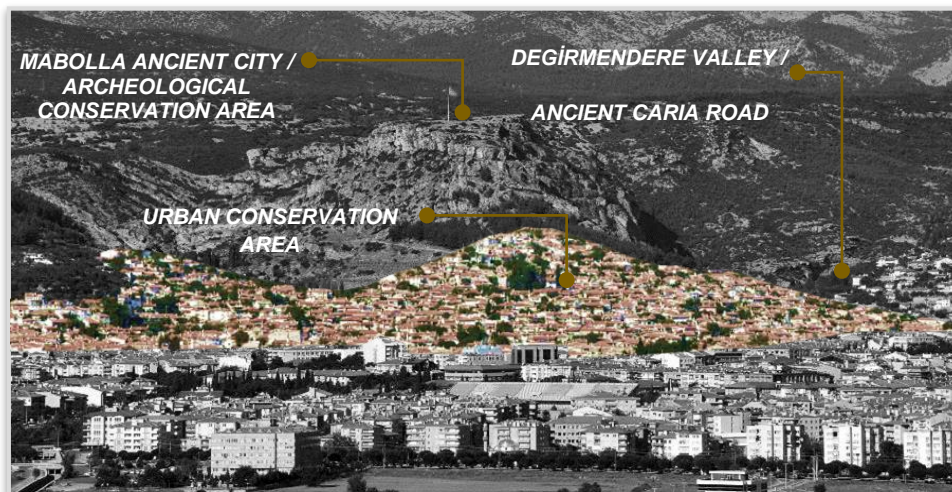 MABOLLA ANCIENT CITY /
ARCHEOLOGICAL
CONSERVATION AREA
DEGİRMENDERE VALLEY /
ANCIENT CARIA ROAD
URBAN CONSERVATION
AREA